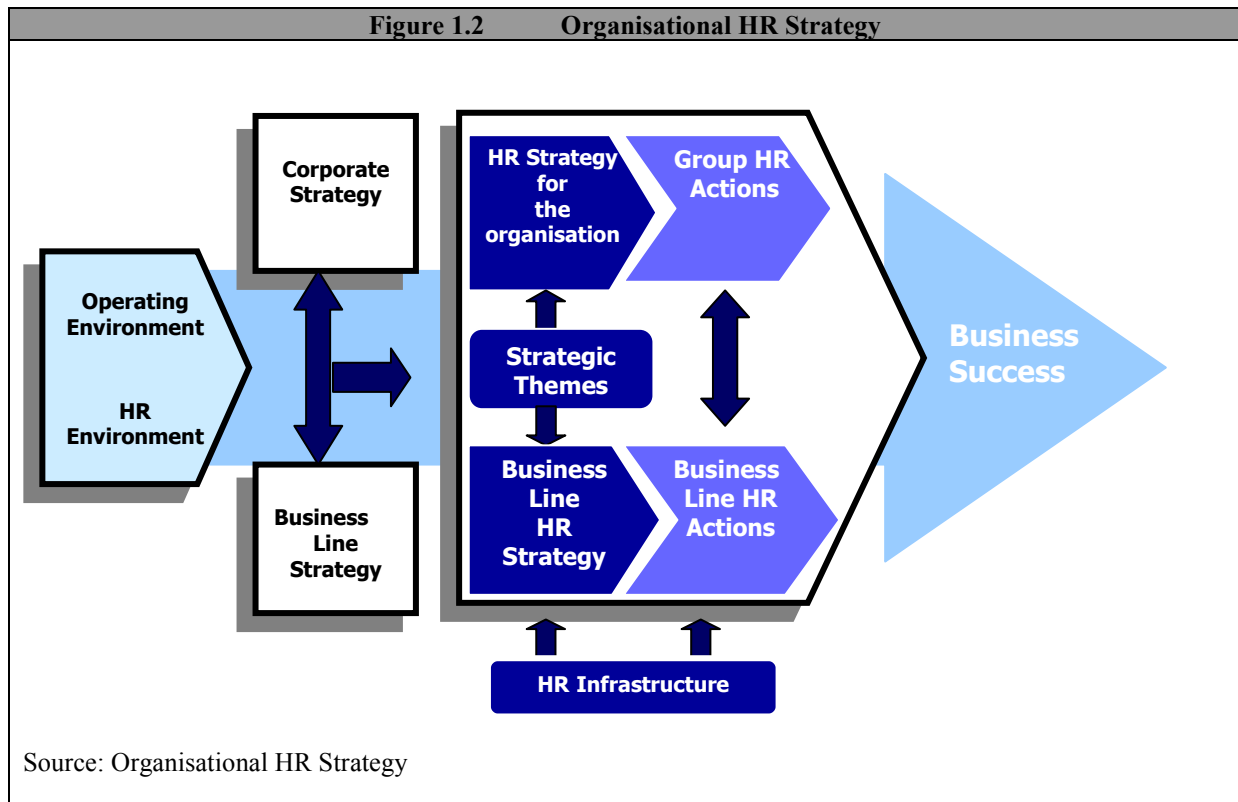 Figure 1.2 Organisational HR Strategy
Operating
Environment
HR
Environment
Corporate
Strategy
Business
Line
Strategy
HR Strategy
for
the
organisation
Group HR
Actions
Strategic
Themes
Business
Line
HR
Strategy
Business
Line HR
Actions
HR Infrastructure
Business
Success
Source: Organisational HR Strategy